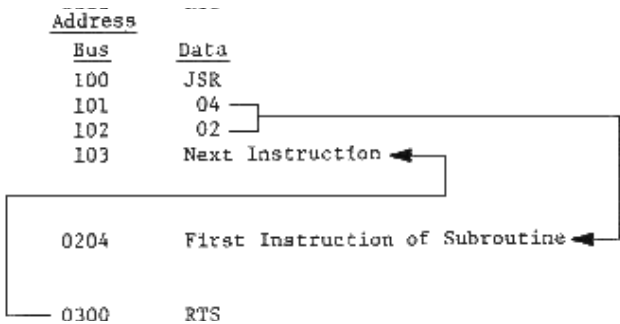 Address
Bus Data
100 JSR
101 04
102 02
103 Next Instruction
0204 First Instruction of Subroutine
0300 RTS